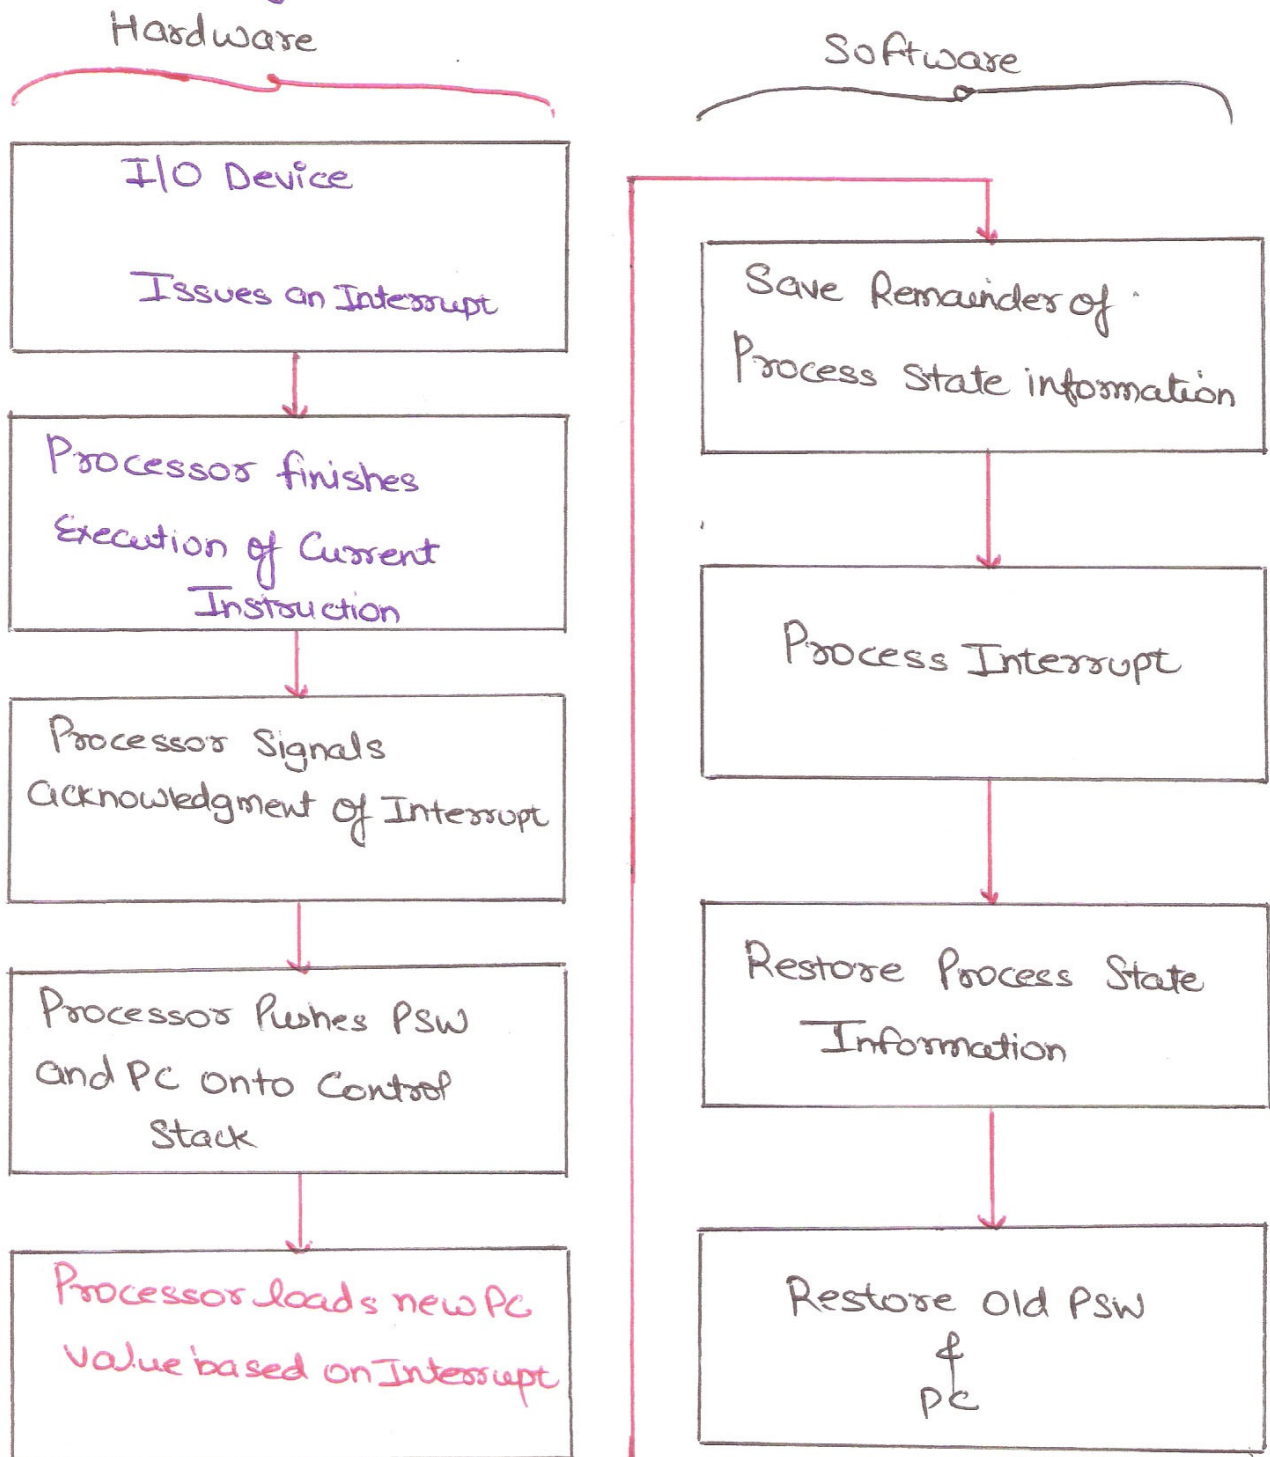 Hardware
I/O Device
Issues an Interrupt
Processor finishes
Execution of Current
Instruction
Processor Signals
acknowledgment of Interrupt
Processor Pushes PSW
and PC onto Control
Stack
Processor loads new PC
value based on Interrupt
Software
Save Remainder of
Process State information
Process Interrupt
Restore Process State
Information
Restore Old PSW
&
PC